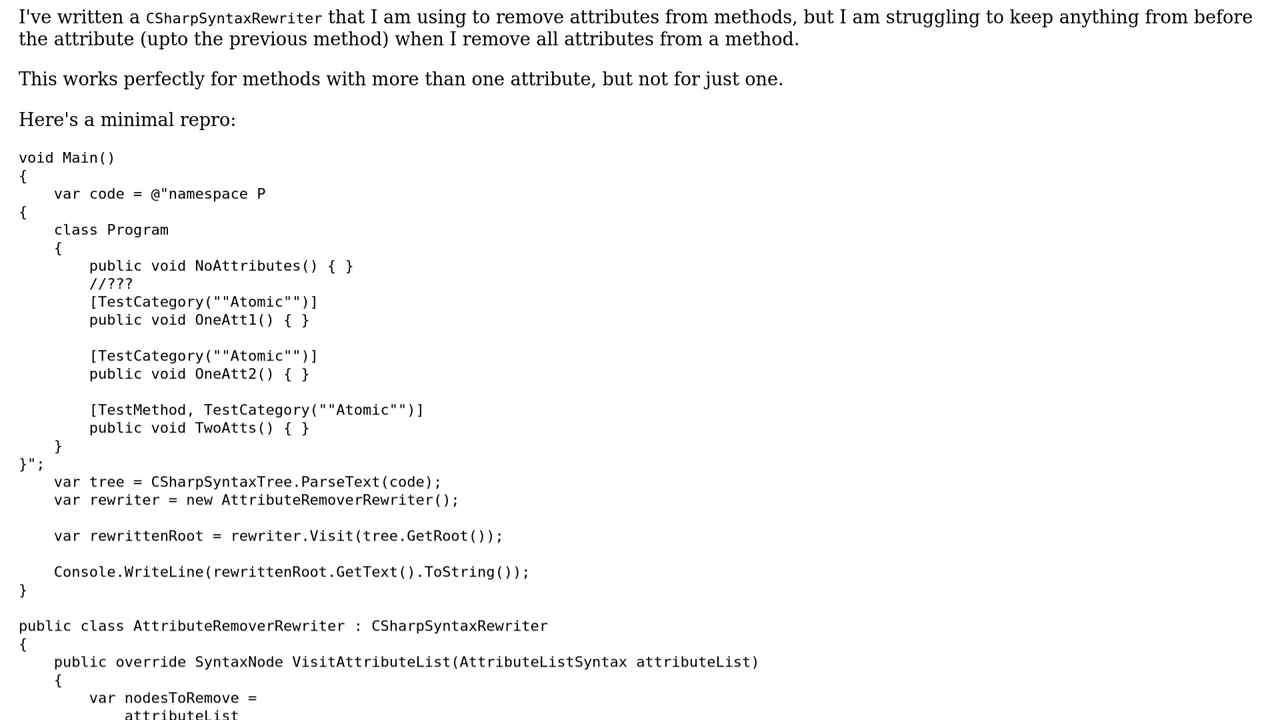 I've written a CSharpSyntaxRewriter that I am using to remove attributes from methods, but I am struggling to keep anything from before
the attribute (upto the previous method) when I remove all attributes from a method.
This works perfectly for methods with more than one attribute, but not for just one.
Here's a minimal repro:
void Main()
{
    var code = @"namespace P
{
    class Program
    {
        public void NoAttributes() { }
        //???
        [TestCategory(""Atomic"")]
        public void OneAtt1() { }

        [TestCategory(""Atomic"")]
        public void OneAtt2() { }

        [TestMethod, TestCategory(""Atomic"")]
        public void TwoAtts() { }
    }
}";
    var tree = CSharpSyntaxTree.ParseText(code);
    var rewriter = new AttributeRemoverRewriter();

    var rewrittenRoot = rewriter.Visit(tree.GetRoot());

    Console.WriteLine(rewrittenRoot.GetText().ToString());
}

public class AttributeRemoverRewriter : CSharpSyntaxRewriter
{
    public override SyntaxNode VisitAttributeList(AttributeListSyntax attributeList)
    {
        var nodesToRemove =
            attributeList